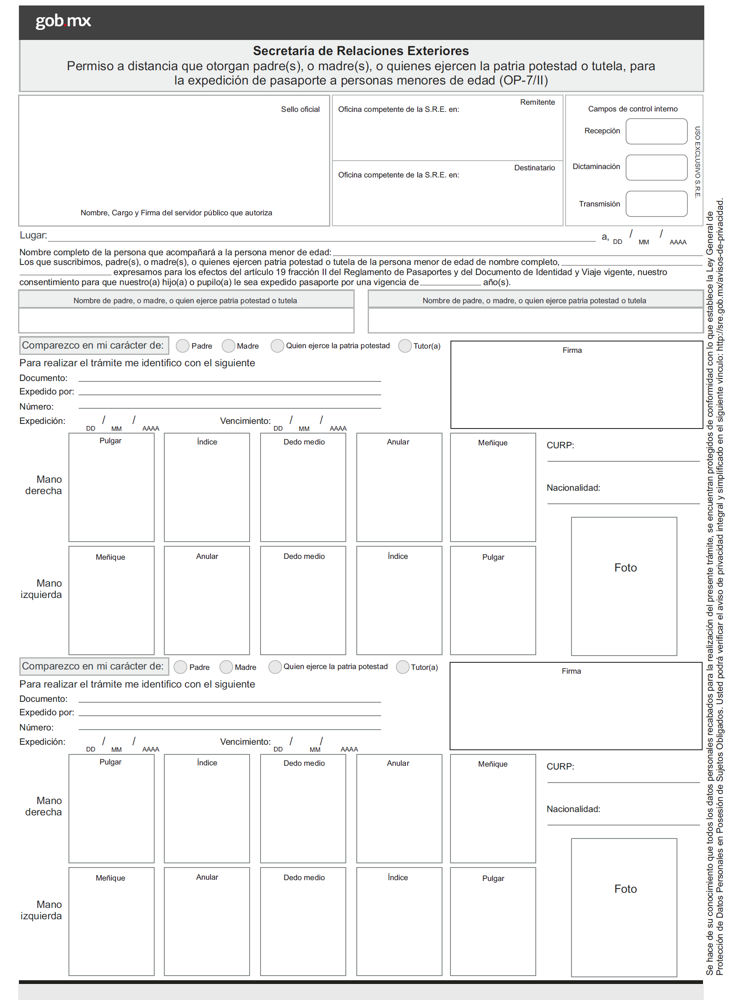 gob.mx
Secretaría de Relaciones Exteriores
Permiso a distancia que otorgan padre(s), o madre(s), o quienes ejercen la patria potestad o tutela, para
la expedición de pasaporte a personas menores de edad (OP-7/II)
Sello oficial
Nombre, Cargo y Firma del servidor público que autoriza
Remitente
Oficina competente de la S.R.E. en:
Destinatario
Oficina competente de la S.R.E. en:
Campos de control interno
Recepción
Dictaminación
Transmisión
USO EXCLUSIVO S.R.E.
Lugar: a, DD / MM / AAAA
Nombre completo de la persona que acompañará a la persona menor de edad:
Los que suscribimos, padre(s), o madre(s), o quienes ejercen patria potestad o tutela de la persona menor de edad de nombre completo,
expresamos para los efectos del artículo 19 fracción II del Reglamento de Pasaportes y del Documento de Identidad y Viaje vigente, nuestro
consentimiento para que nuestro(a) hijo(a) o pupilo(a) le sea expedido pasaporte por una vigencia de año(s).
Nombre de padre, o madre, o quien ejerce patria potestad o tutela
Nombre de padre, o madre, o quien ejerce patria potestad o tutela
Comparezco en mi carácter de: Padre Madre Quien ejerce la patria potestad Tutor(a)
Firma
Para realizar el trámite me identifico con el siguiente
Documento:
Expedido por:
Número:
Expedición: DD / MM / AAAA Vencimiento: DD / MM / AAAA
Pulgar Índice Dedo medio Anular Meñique
Mano
derecha
CURP:
Nacionalidad:
Meñique Anular Dedo medio Índice Pulgar
Mano
izquierda
Foto
Comparezco en mi carácter de: Padre Madre Quien ejerce la patria potestad Tutor(a)
Firma
Para realizar el trámite me identifico con el siguiente
Documento:
Expedido por:
Número:
Expedición: DD / MM / AAAA Vencimiento: DD / MM / AAAA
Pulgar Índice Dedo medio Anular Meñique
Mano
derecha
CURP:
Nacionalidad:
Meñique Anular Dedo medio Índice Pulgar
Mano
izquierda
Foto
Se hace de su conocimiento que todos los datos personales recabados para la realización del presente trámite, se encuentran protegidos de conformidad con lo que establece la Ley General de
Protección de Datos Personales en Posesión de Sujetos Obligados. Usted podrá verificar el aviso de privacidad integral y simplificado en el siguiente vínculo: http://sre.gob.mx/avisos-de-privacidad.